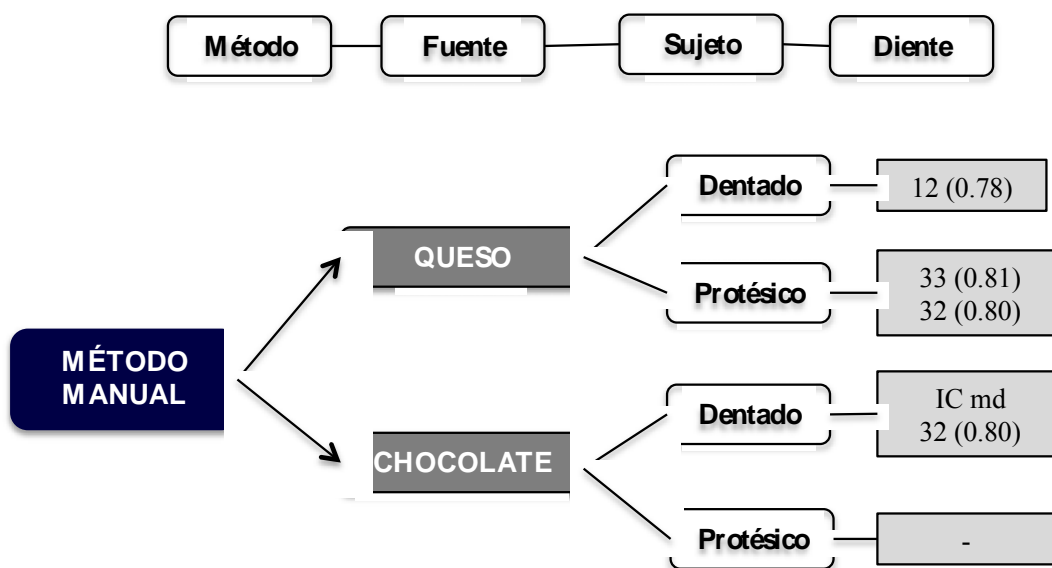 Método
Fuente
Sujeto
Diente
Dentado
12 (0.78)
QUESO
Protésico
33 (0.81)
32 (0.80)
MÉTODO
MANUAL
Dentado
IC md
32 (0.80)
CHOCOLATE
Protésico
-